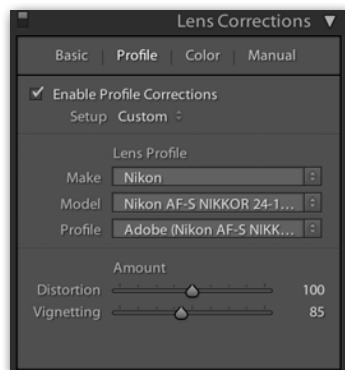 Lens Corrections
Basic | Profile | Color | Manual
Enable Profile Corrections
Setup Custom
Lens Profile
Make Nikon
Model Nikon AF-S NIKKOR 24-1...
Profile Adobe (Nikon AF-S NIKK...
Amount
Distortion 100
Vignetting 85